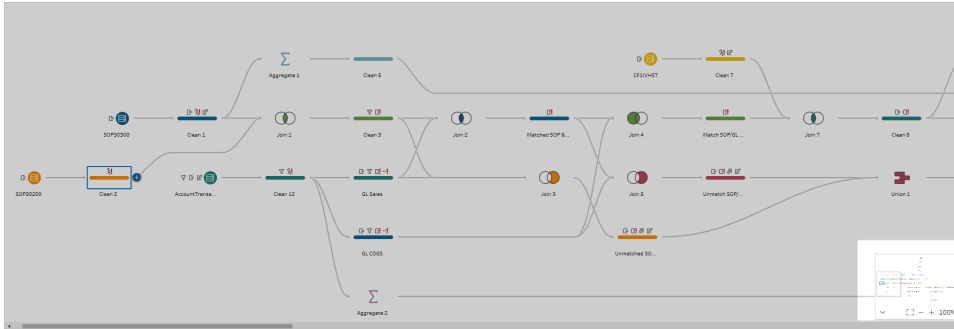 Aggregate 1
Clean 5
CF1IVHST
Clean 7
SOP30300
Clean 1
Join 1
Clean 3
Join 2
Matched SOP &...
Join 4
Match SOP/GL ...
Join 7
Clean 8
SOP30200
Clean 2
AccountTransa...
Clean 12
GL Sales
Join 3
Join 5
Unmatch SOP/...
Union 1
GL COGS
Unmatched SO...
Aggregate 2
100%